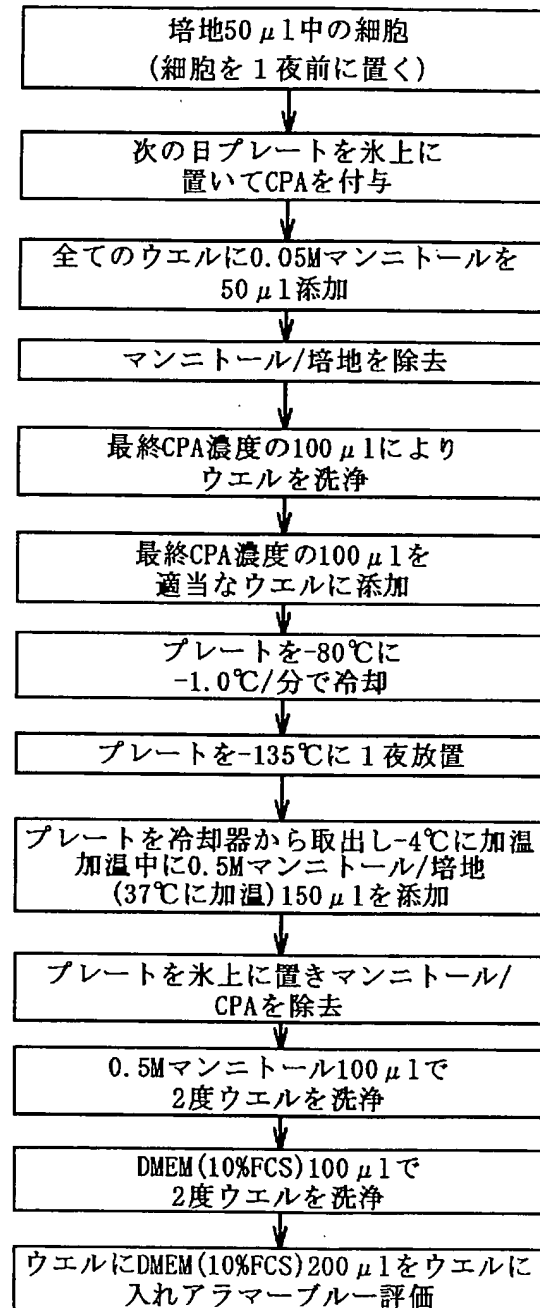 培地50μl中の細胞
(細胞を1夜前に置く)
次の日プレートを氷上に
置いてCPAを付与
全てのウエルに0.05Mマンニトールを
50μl添加
マンニトール/培地を除去
最終CPA濃度の100μlにより
ウエルを洗浄
最終CPA濃度の100μlを
適当なウエルに添加
プレートを-80℃に
-1.0℃/分で冷却
プレートを-135℃に1夜放置
プレートを冷却器から取出し-4℃に加温
加温中に0.5Mマンニトール/培地
(37℃に加温)150μlを添加
プレートを氷上に置きマンニトール/
CPAを除去
0.5Mマンニトール100μlで
2度ウエルを洗浄
DMEM(10%FCS)100μlで
2度ウエルを洗浄
ウエルにDMEM(10%FCS)200μlをウエルに
入れアラマーブルー評価